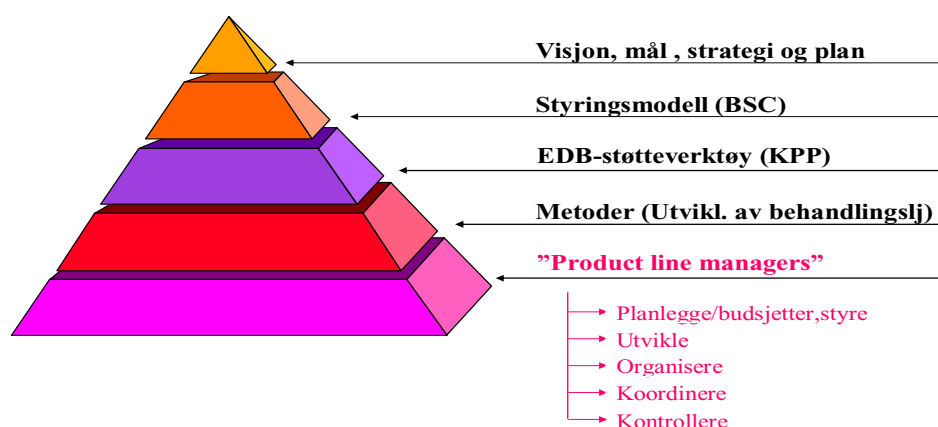 Visjon, mål , strategi og plan
Styringsmodell (BSC)
EDB-støtteverktøy (KPP)
Metoder (Utvikl. av behandlingslj)
”Product line managers”
Planlegge/budsjetter,styre
Utvikle
Organisere
Koordinere
Kontrollere